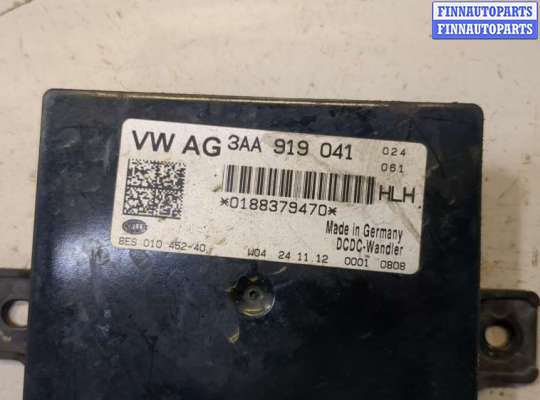 FINNAUTOPARTS
FINNAUTOPARTS
VW AG 3AA 919 041 024
061
HLH
*0188379470*
Made in Germany
DCDC-Wandler
8ES 010 452-40 W04 24.11.12 0001 0808